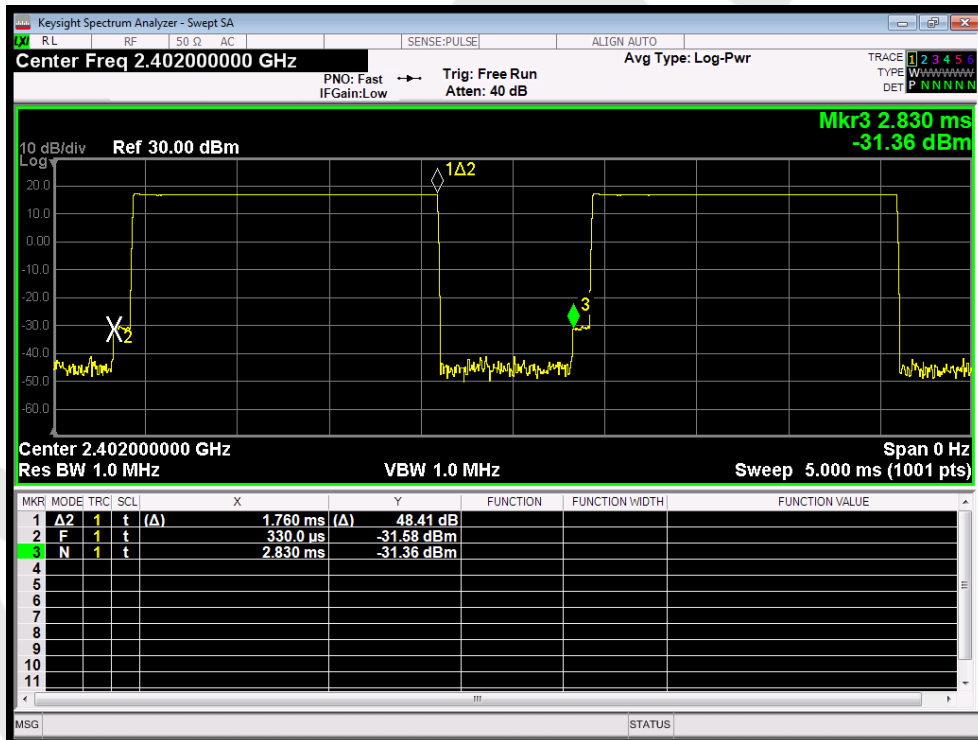 Keysight Spectrum Analyzer - Swept SA
LXI RL RF 50 Ω AC SENSE:PULSE ALIGN AUTO
Center Freq 2.402000000 GHz Avg Type: Log-Pwr TRACE 1 2 3 4 5 6
PNO: Fast Trig: Free Run TYPE WWWWWW
IFGain:Low Atten: 40 dB DET P N N N N N
Mkr3 2.830 ms
10 dB/div Ref 30.00 dBm -31.36 dBm
Log
1Δ2
20.0
10.0
0.00
-10.0
-20.0
3
-30.0
2
-40.0
-50.0
-60.0
Center 2.402000000 GHz Span 0 Hz
Res BW 1.0 MHz VBW 1.0 MHz Sweep 5.000 ms (1001 pts)
MKR MODE TRC SCL X Y FUNCTION FUNCTION WIDTH FUNCTION VALUE
1 Δ2 1 t (Δ) 1.760 ms (Δ) 48.41 dB
2 F 1 t 330.0 µs -31.58 dBm
3 N 1 t 2.830 ms -31.36 dBm
4
5
6
7
8
9
10
11
MSG STATUS